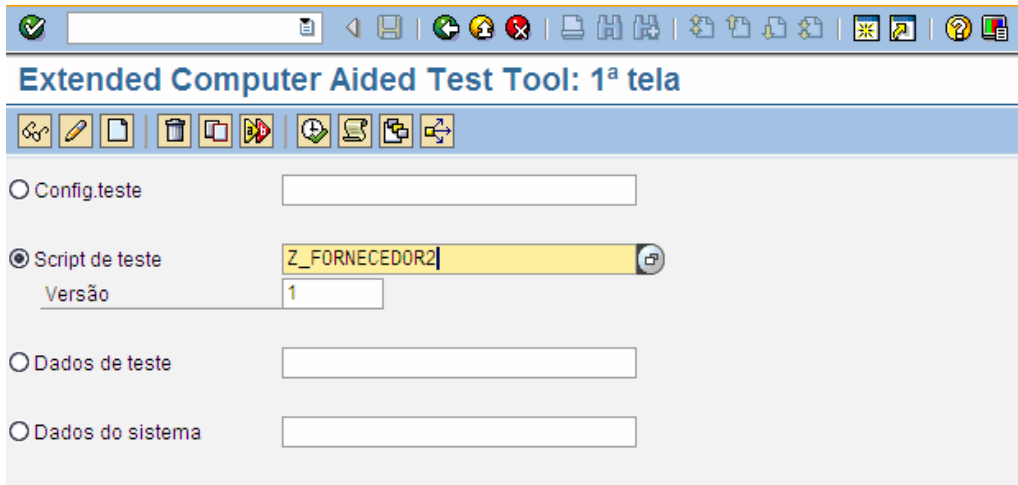 Extended Computer Aided Test Tool: 1ª tela
Config.teste
Script de teste Z_FORNECEDOR2
Versão 1
Dados de teste
Dados do sistema